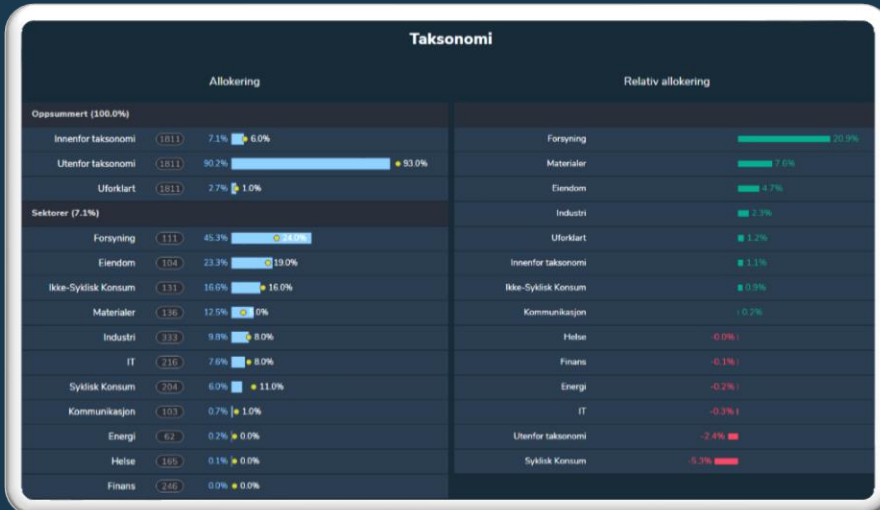 Taksonomi
Allokering
Oppsummert (100.0%)
Innenfor taksonomi 1811 7.1% 6.0%
Utenfor taksonomi 1811 90.2% 93.0%
Uforklart 1811 2.7% 1.0%
Sektorer (7.1%)
Forsyning 111 45.3% 24.0%
Eiendom 104 23.3% 19.0%
Ikke-Syklisk Konsum 131 16.6% 16.0%
Materialer 136 12.5% 0%
Industri 333 9.8% 8.0%
IT 216 7.6% 8.0%
Syklisk Konsum 204 6.0% 11.0%
Kommunikasjon 103 0.7% 1.0%
Energi 62 0.2% 0.0%
Helse 165 0.1% 0.0%
Finans 246 0.0% 0.0%
Relativ allokering
Forsyning 20.9%
Materialer 7.6%
Eiendom 4.7%
Industri 2.3%
Uforklart 1.2%
Innenfor taksonomi 1.1%
Ikke-Syklisk Konsum 0.9%
Kommunikasjon 0.2%
Helse -0.0%
Finans -0.1%
Energi -0.2%
IT -0.3%
Utenfor taksonomi -2.4%
Syklisk Konsum -5.3%